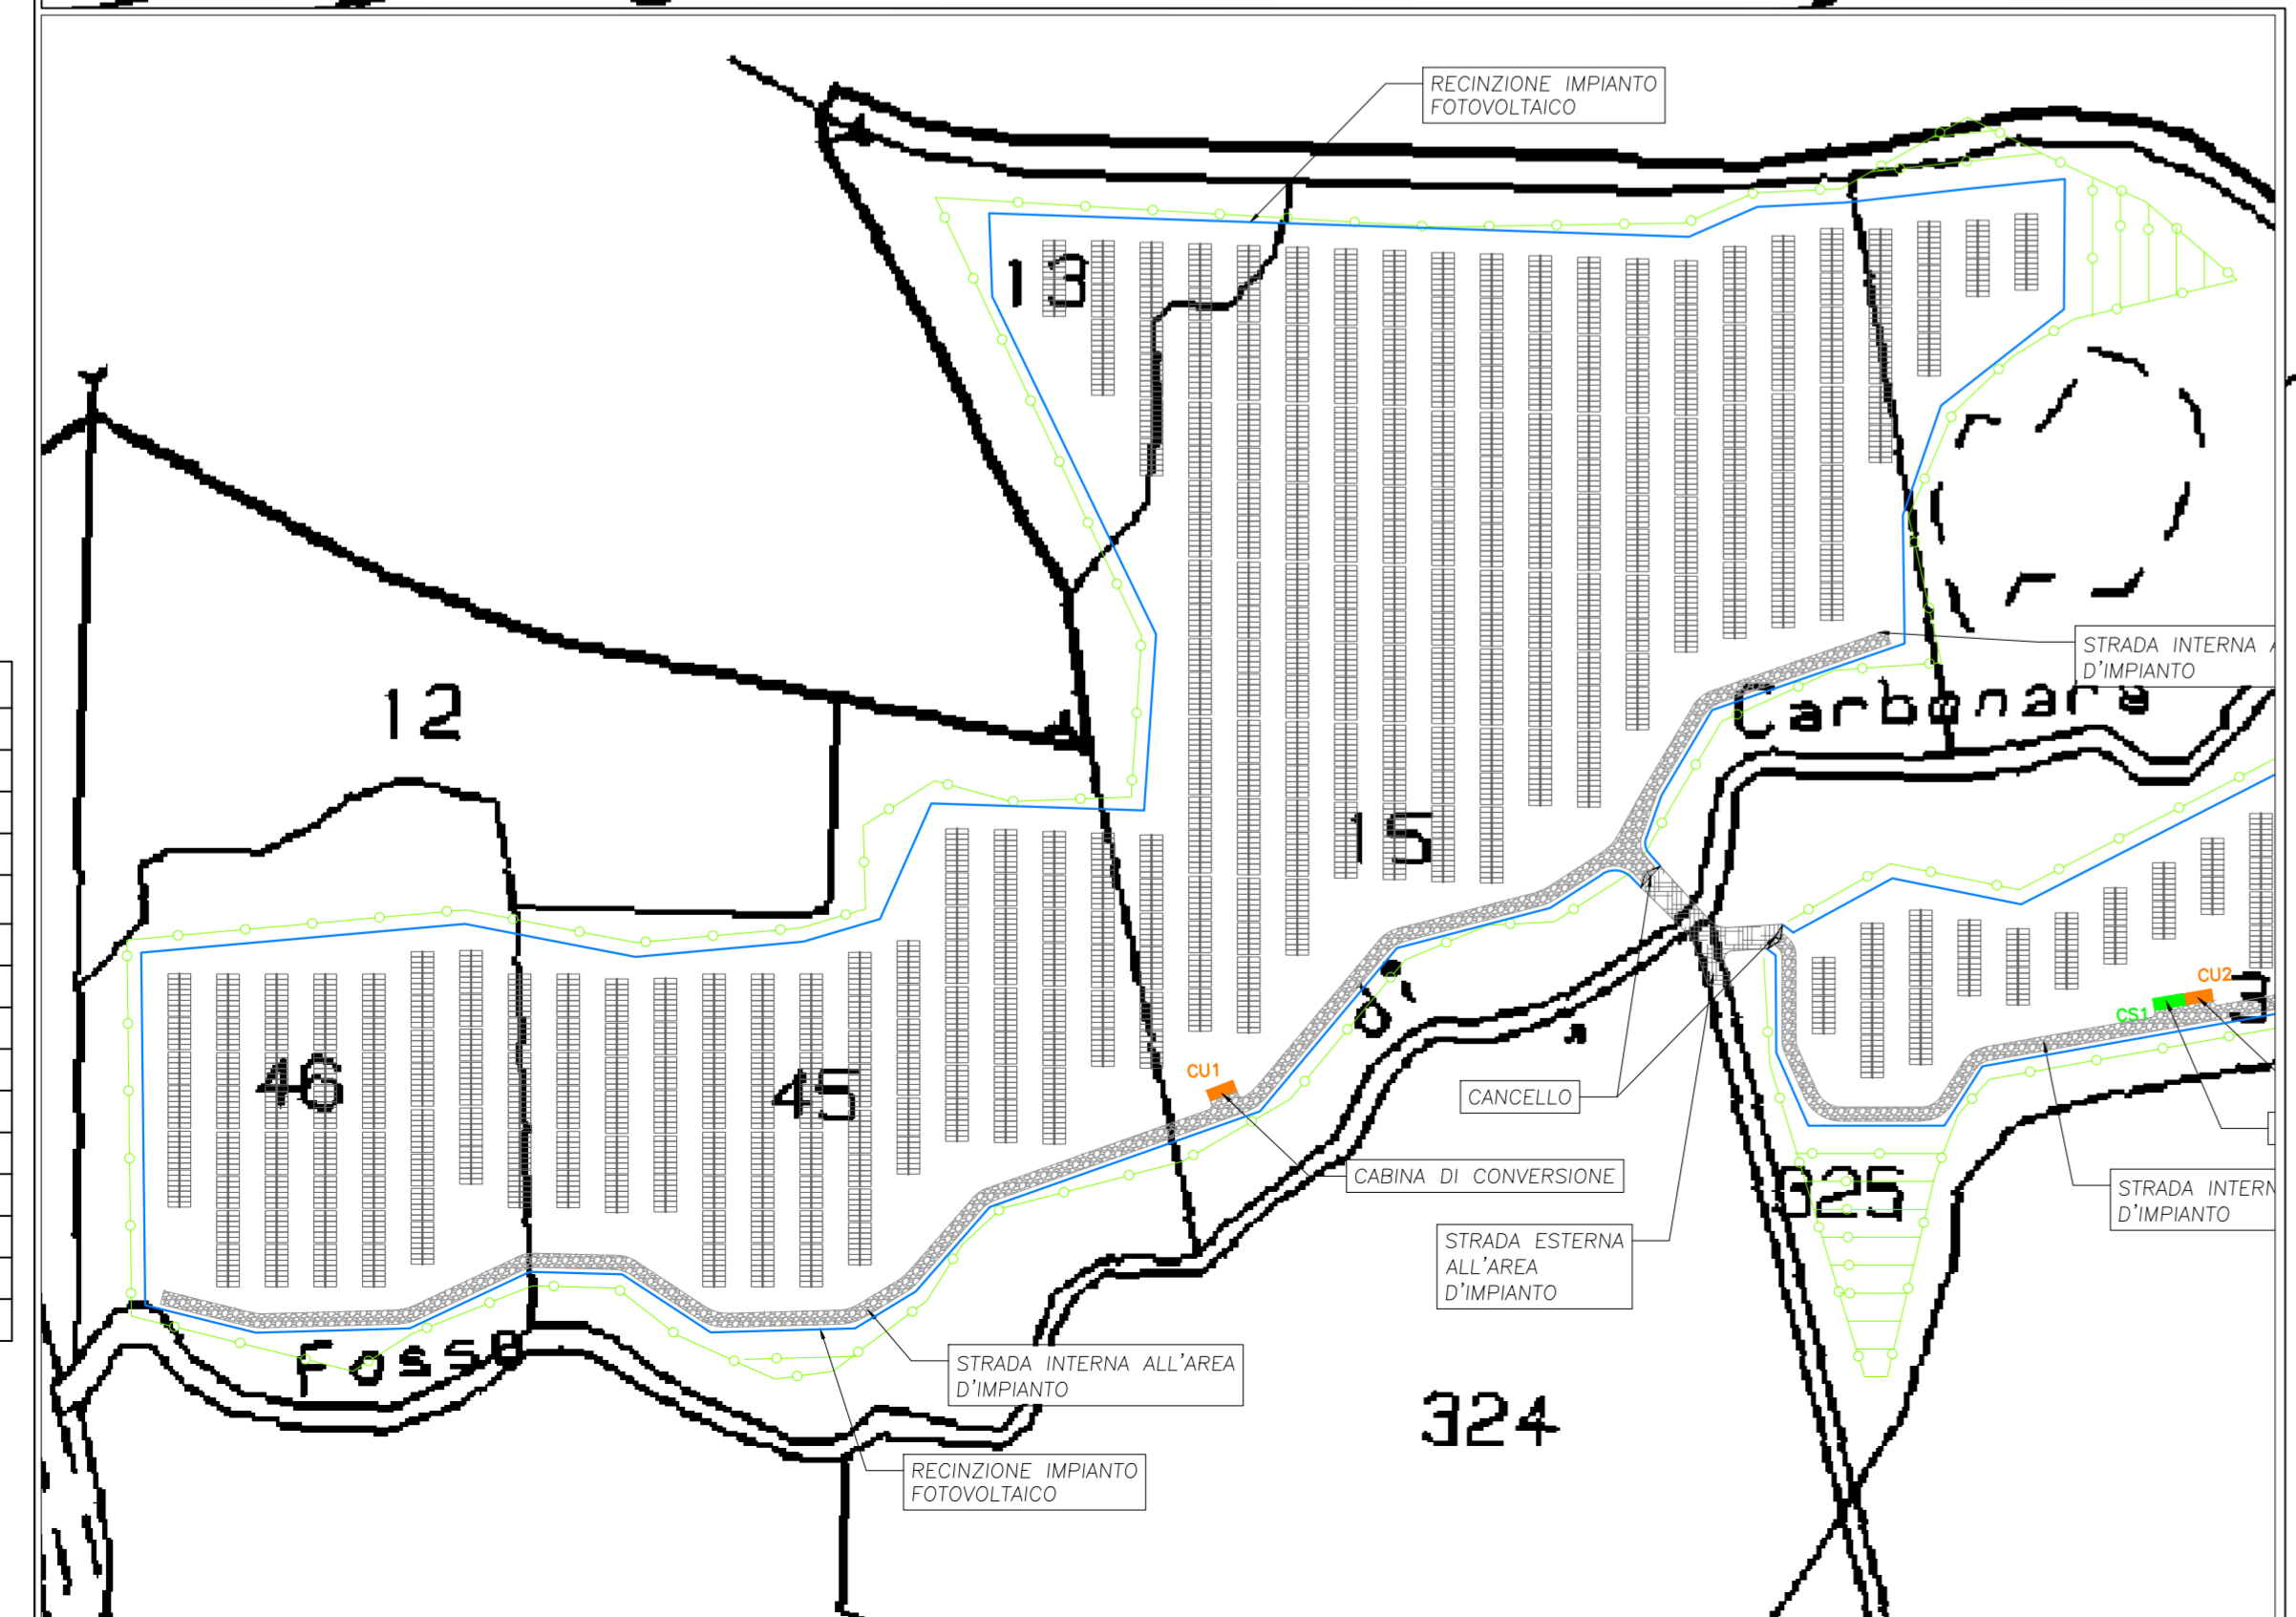 RECINZIONE IMPIANTO
FOTOVOLTAICO
13
STRADA INTERNA
D'IMPIANTO
12
Carbonara
15
CU2
CS1
3
di
46
45
CU1
CANCELLO
CABINA DI CONVERSIONE
325
STRADA INTERN
D'IMPIANTO
STRADA ESTERNA
ALL'AREA
D'IMPIANTO
Fosso
STRADA INTERNA ALL'AREA
D'IMPIANTO
324
RECINZIONE IMPIANTO
FOTOVOLTAICO